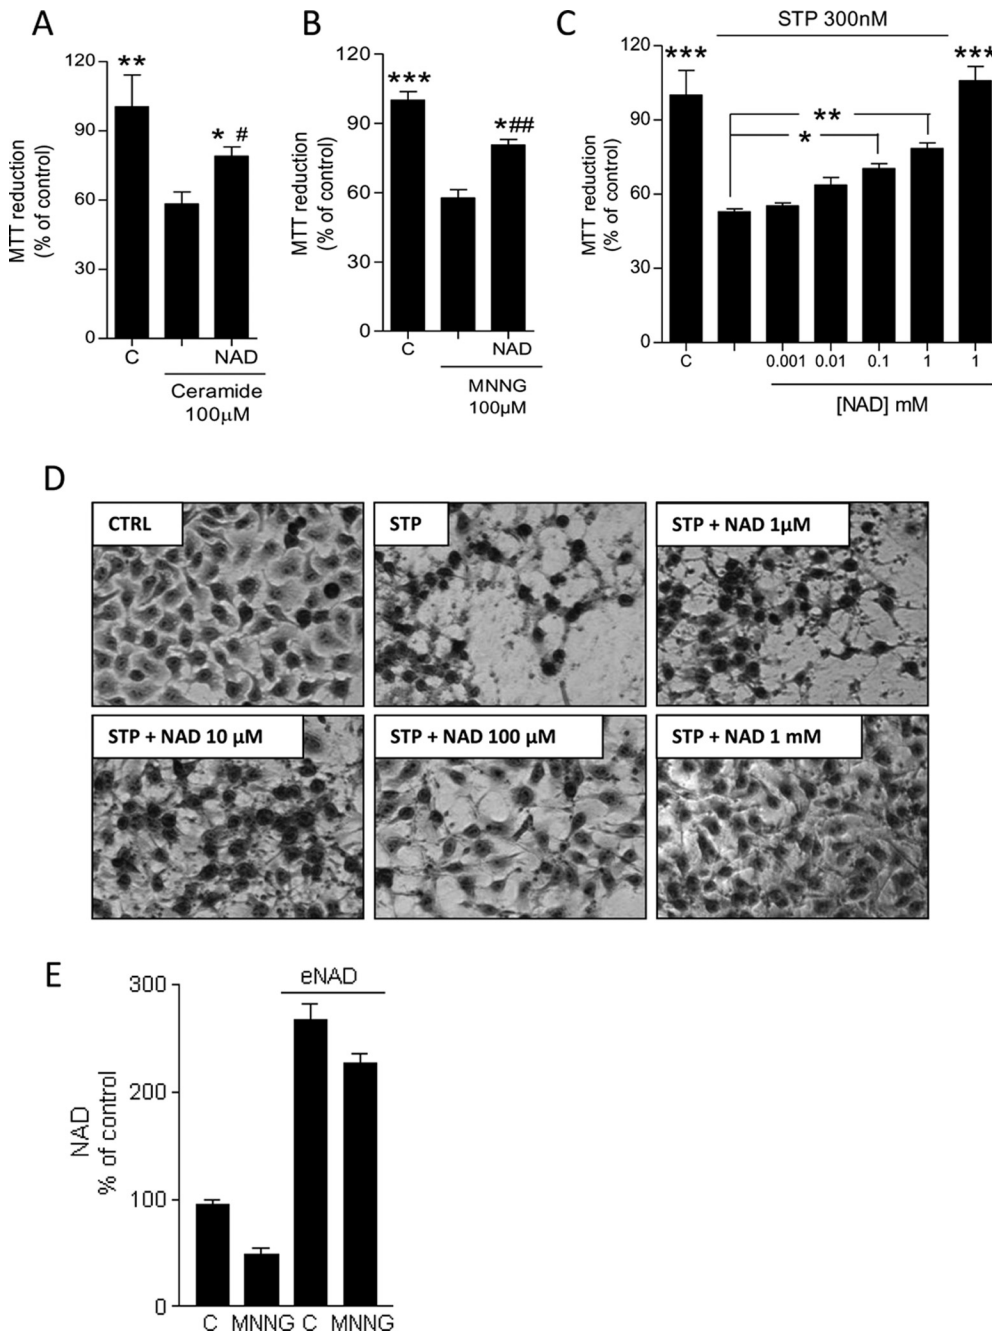 A
120
90
60
30
0
MTT reduction
(% of control)
**
* #
C
NAD
Ceramide
100µM
B
120
90
60
30
0
MTT reduction
(% of control)
***
*##
C
NAD
MNNG
100µM
C
STP 300nM
120
90
60
30
0
MTT reduction
(% of control)
***
**
*
***
C
0.001
0.01
0.1
1
1
[NAD] mM
D
CTRL
STP
STP + NAD 1µM
STP + NAD 10 µM
STP + NAD 100 µM
STP + NAD 1 mM
E
eNAD
300
200
100
0
NAD
% of control
C
MNNG
C
MNNG